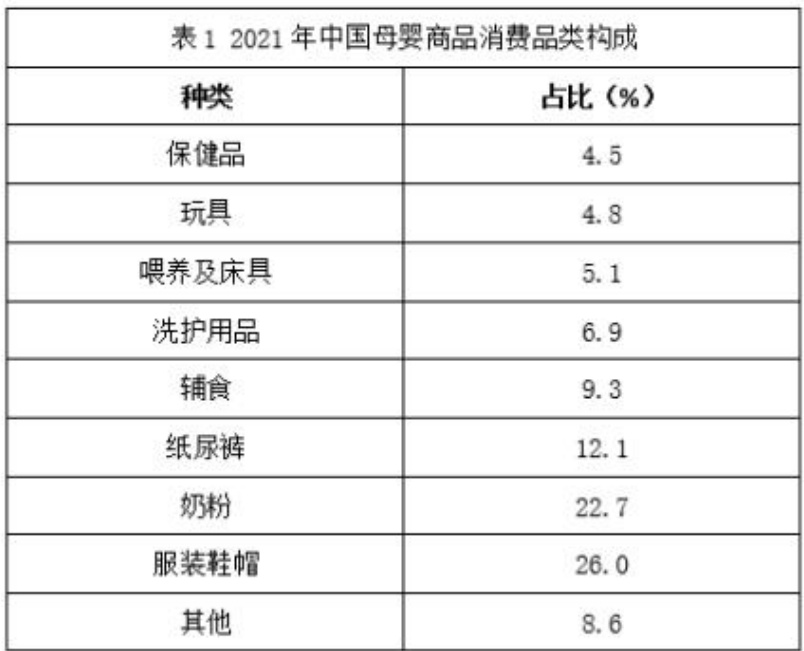 表1 2021年中国母婴商品消费品类构成
种类 占比（%）
保健品 4.5
玩具 4.8
喂养及床具 5.1
洗护用品 6.9
辅食 9.3
纸尿裤 12.1
奶粉 22.7
服装鞋帽 26.0
其他 8.6